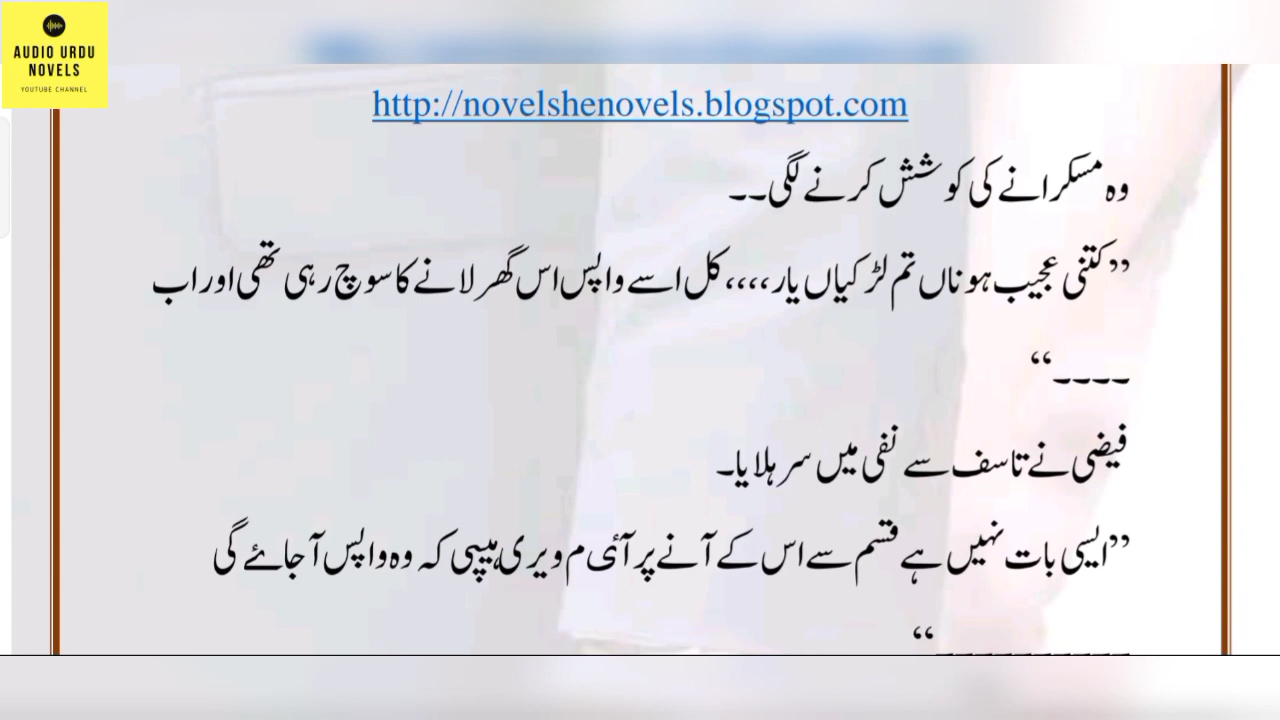 AUDIO URDU
NOVELS
YOUTUBE CHANNEL
http://novelshenovels.blogspot.com
وہ مسکرانے کی کوشش کرنے لگی۔۔
”کتنی عجیب ہو ناں تم لڑکیاں یار،،،،کل اسے واپس اس گھر لانے کا سوچ رہی تھی اور اب
۔۔۔۔“
فیضی نے تاسف سے نفی میں سر ہلایا۔
”ایسی بات نہیں ہے قسم سے اس کے آنے پر آئی م ویری ہیپی کہ وہ واپس آ جائے گی
۔۔۔۔۔۔۔۔۔۔“